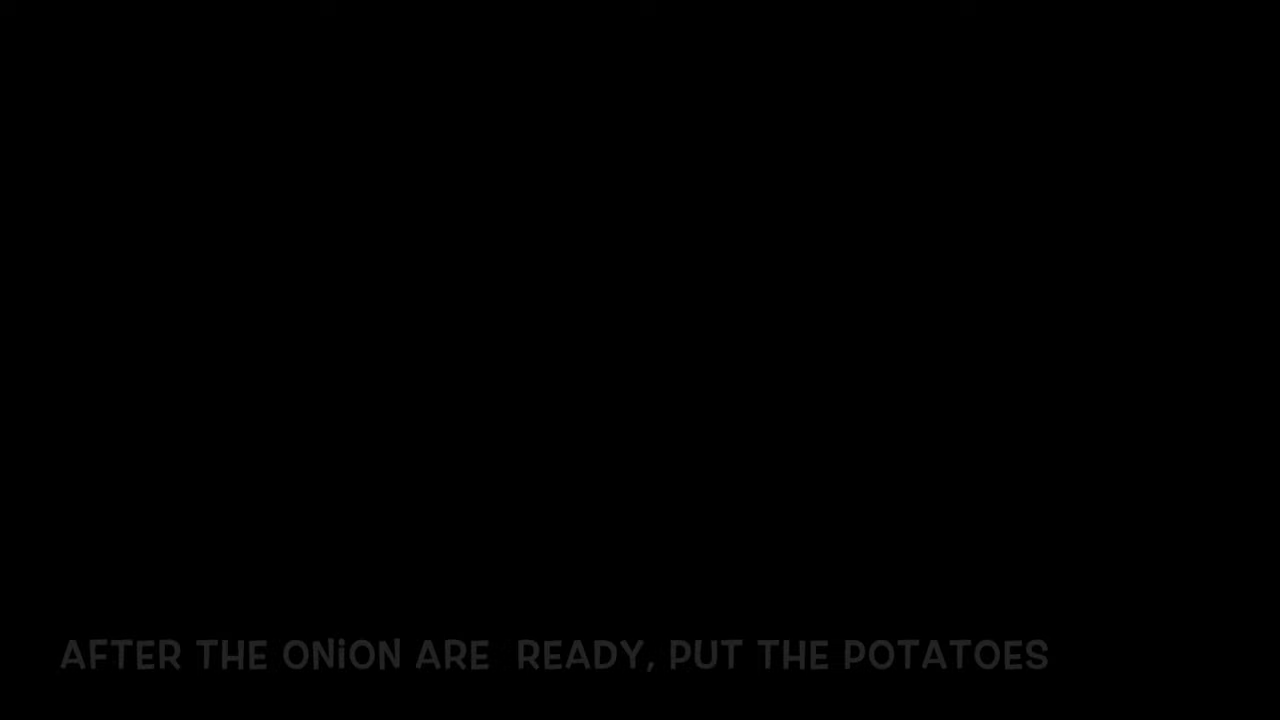 AFTER THE ONiON ARE  READY, PUT THE POTATOES